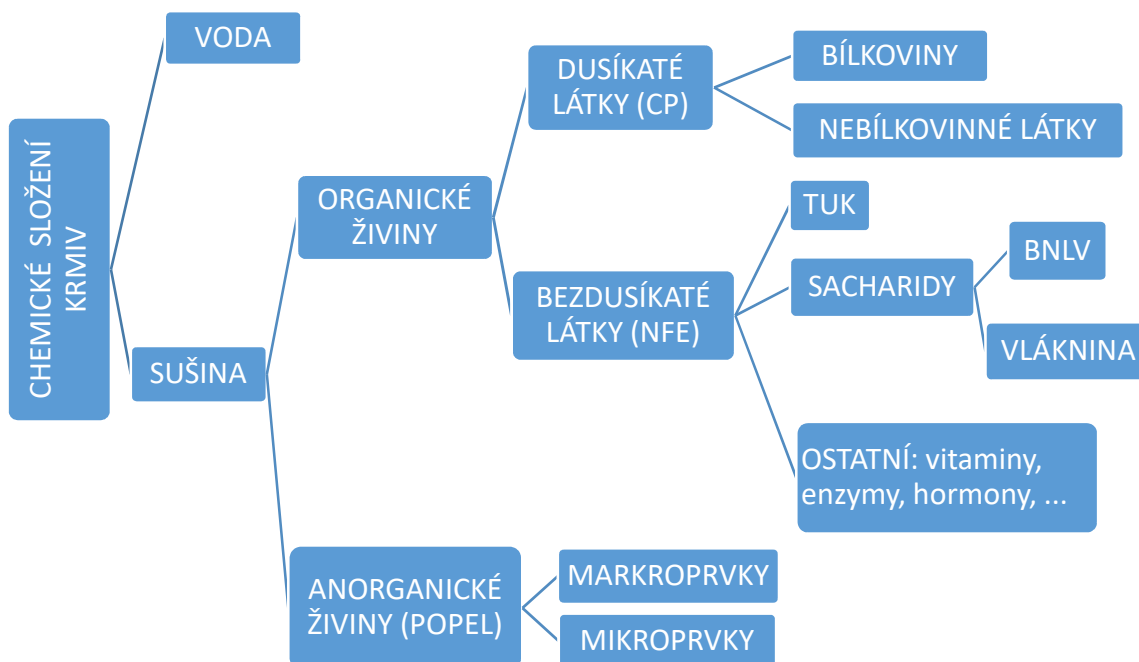 CHEMICKÉ SLOŽENÍ
KRMIV
VODA
SUŠINA
ORGANICKÉ
ŽIVINY
ANORGANICKÉ
ŽIVINY (POPEL)
DUSÍKATÉ
LÁTKY (CP)
BEZDUSÍKATÉ
LÁTKY (NFE)
MARKROPRVKY
MIKROPRVKY
BÍLKOVINY
NEBÍLKOVINNÉ LÁTKY
TUK
SACHARIDY
OSTATNÍ: vitaminy,
enzymy, hormony, ...
BNLV
VLÁKNINA